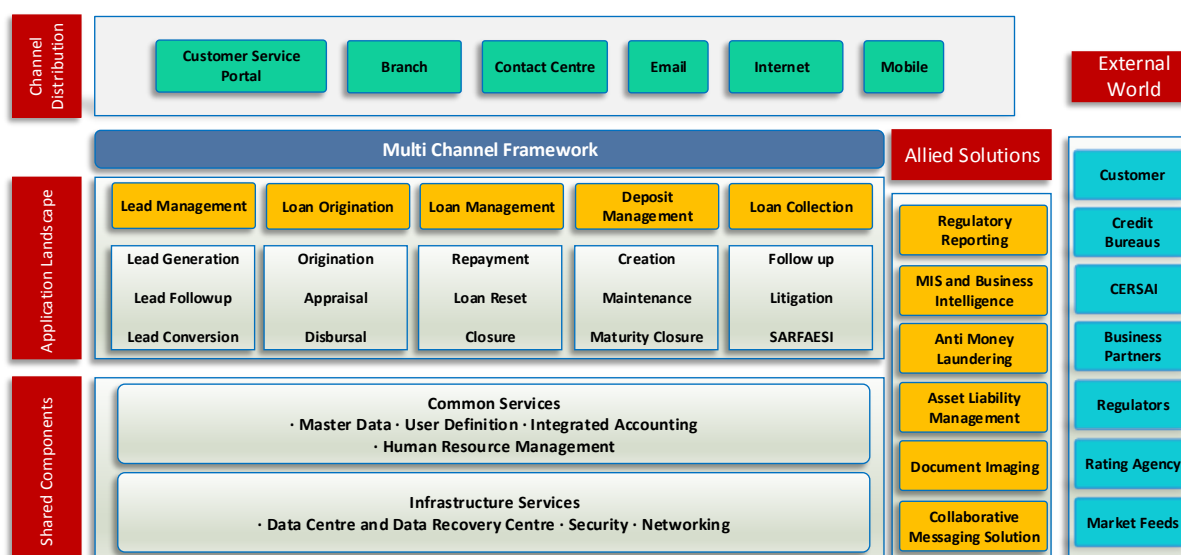 Channel
Distribution
Customer Service
Portal
Branch
Contact Centre
Email
Internet
Mobile
External
World
Multi Channel Framework
Allied Solutions
Application Landscape
Lead Management
Loan Origination
Loan Management
Deposit
Management
Loan Collection
Lead Generation
Lead Followup
Lead Conversion
Origination
Appraisal
Disbursal
Repayment
Loan Reset
Closure
Creation
Maintenance
Maturity Closure
Follow up
Litigation
SARFAESI
Shared Components
Common Services
· Master Data · User Definition · Integrated Accounting
· Human Resource Management
Infrastructure Services
· Data Centre and Data Recovery Centre · Security · Networking
Regulatory
Reporting
MIS and Business
Intelligence
Anti Money
Laundering
Asset Liability
Management
Document Imaging
Collaborative
Messaging Solution
Customer
Credit
Bureaus
CERSAI
Business
Partners
Regulators
Rating Agency
Market Feeds